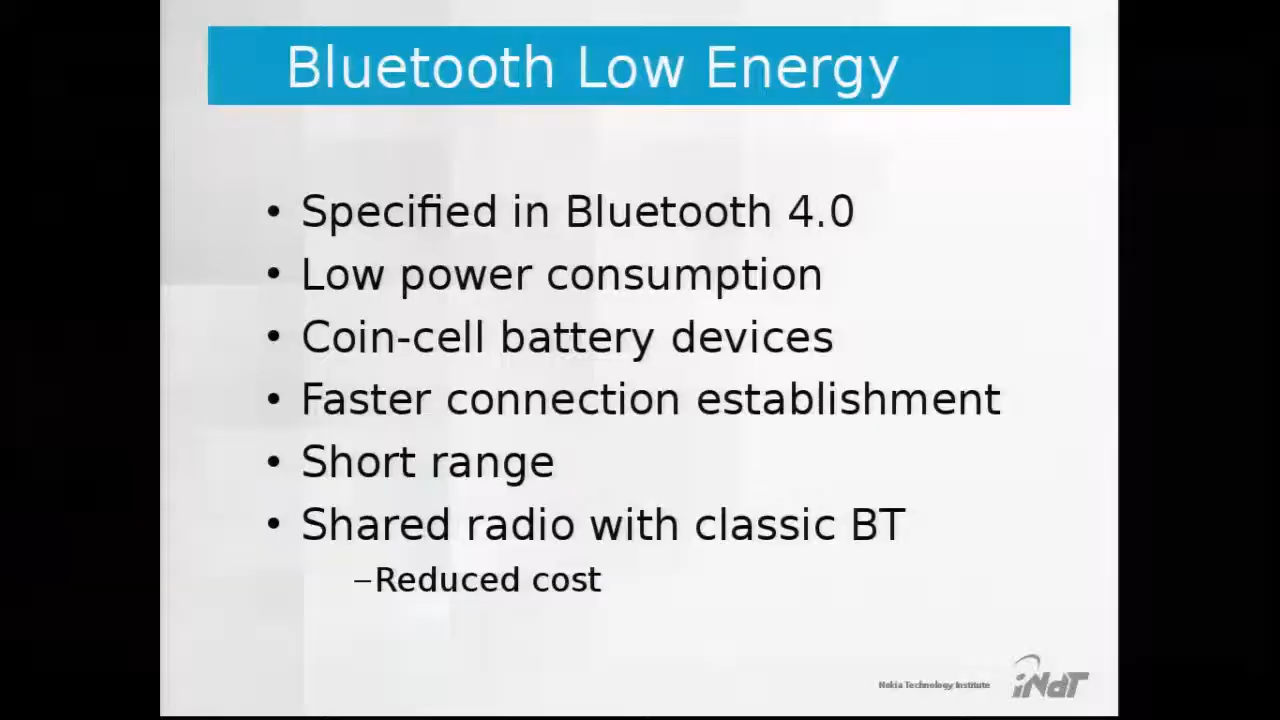 Bluetooth Low Energy
• Specified in Bluetooth 4.0
• Low power consumption
• Coin-cell battery devices
• Faster connection establishment
• Short range
• Shared radio with classic BT
–Reduced cost
Nokia Technology Institute
iNdT